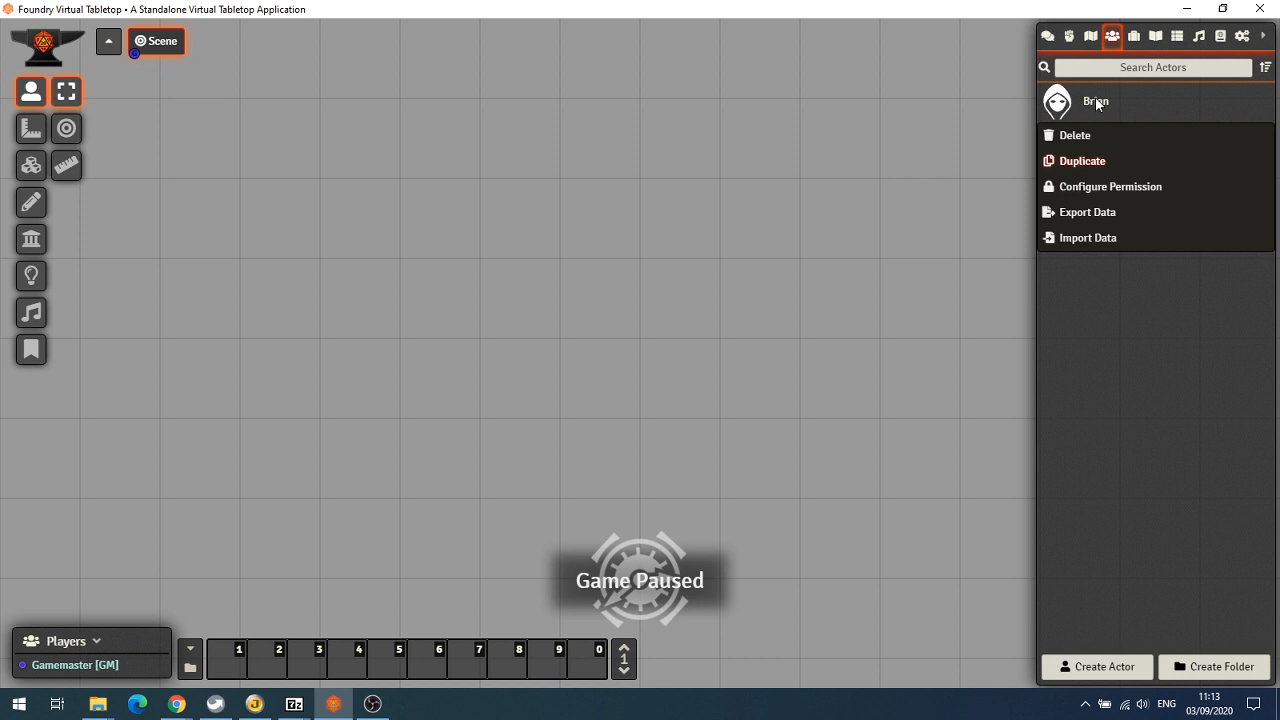 Foundry Virtual Tabletop • A Standalone Virtual Tabletop Application
Scene
G
Search Actors
Brian
Delete
Duplicate
Configure Permission
Export Data
Import Data
Game Paused
Players
Gamemaster [GM]
1 2 3 4 5 6 7 8 9 0
1
Create Actor
Create Folder
7z
J
ENG
11:13
03/09/2020